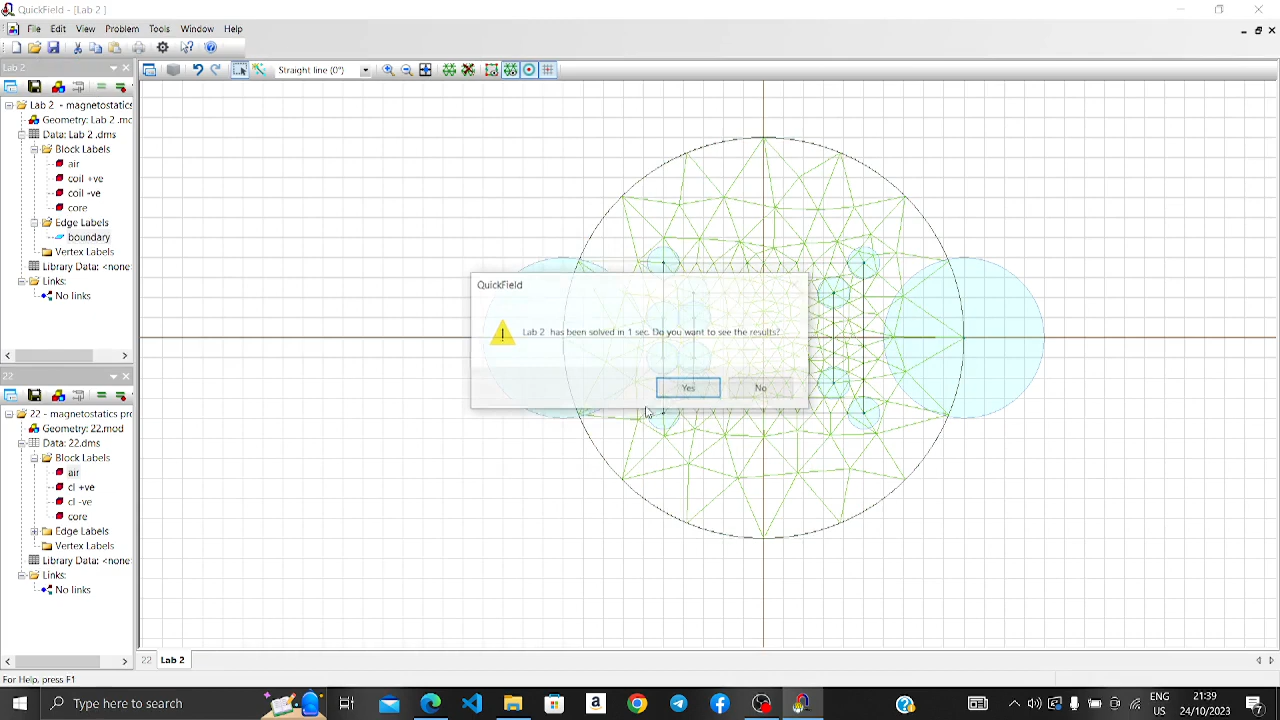 QuickField - [Lab 2 ]
File Edit View Problem Tools Window Help
Straight line (0°)
Lab 2
Lab 2 - magnetostatics
Geometry: Lab 2 .mo
Data: Lab 2 .dms
Block Labels
air
coil +ve
coil -ve
core
Edge Labels
boundary
Vertex Labels
Library Data: <none
Links:
No links
22
22 - magnetostatics pro
Geometry: 22.mod
Data: 22.dms
Block Labels
air
cl +ve
cl -ve
core
Edge Labels
Vertex Labels
Library Data: <none
Links:
No links
QuickField
Lab 2 has been solved in 1 sec. Do you want to see the results?
Yes No
22 Lab 2
For Help, press F1
Type here to search
ENG
US
21:39
24/10/2023